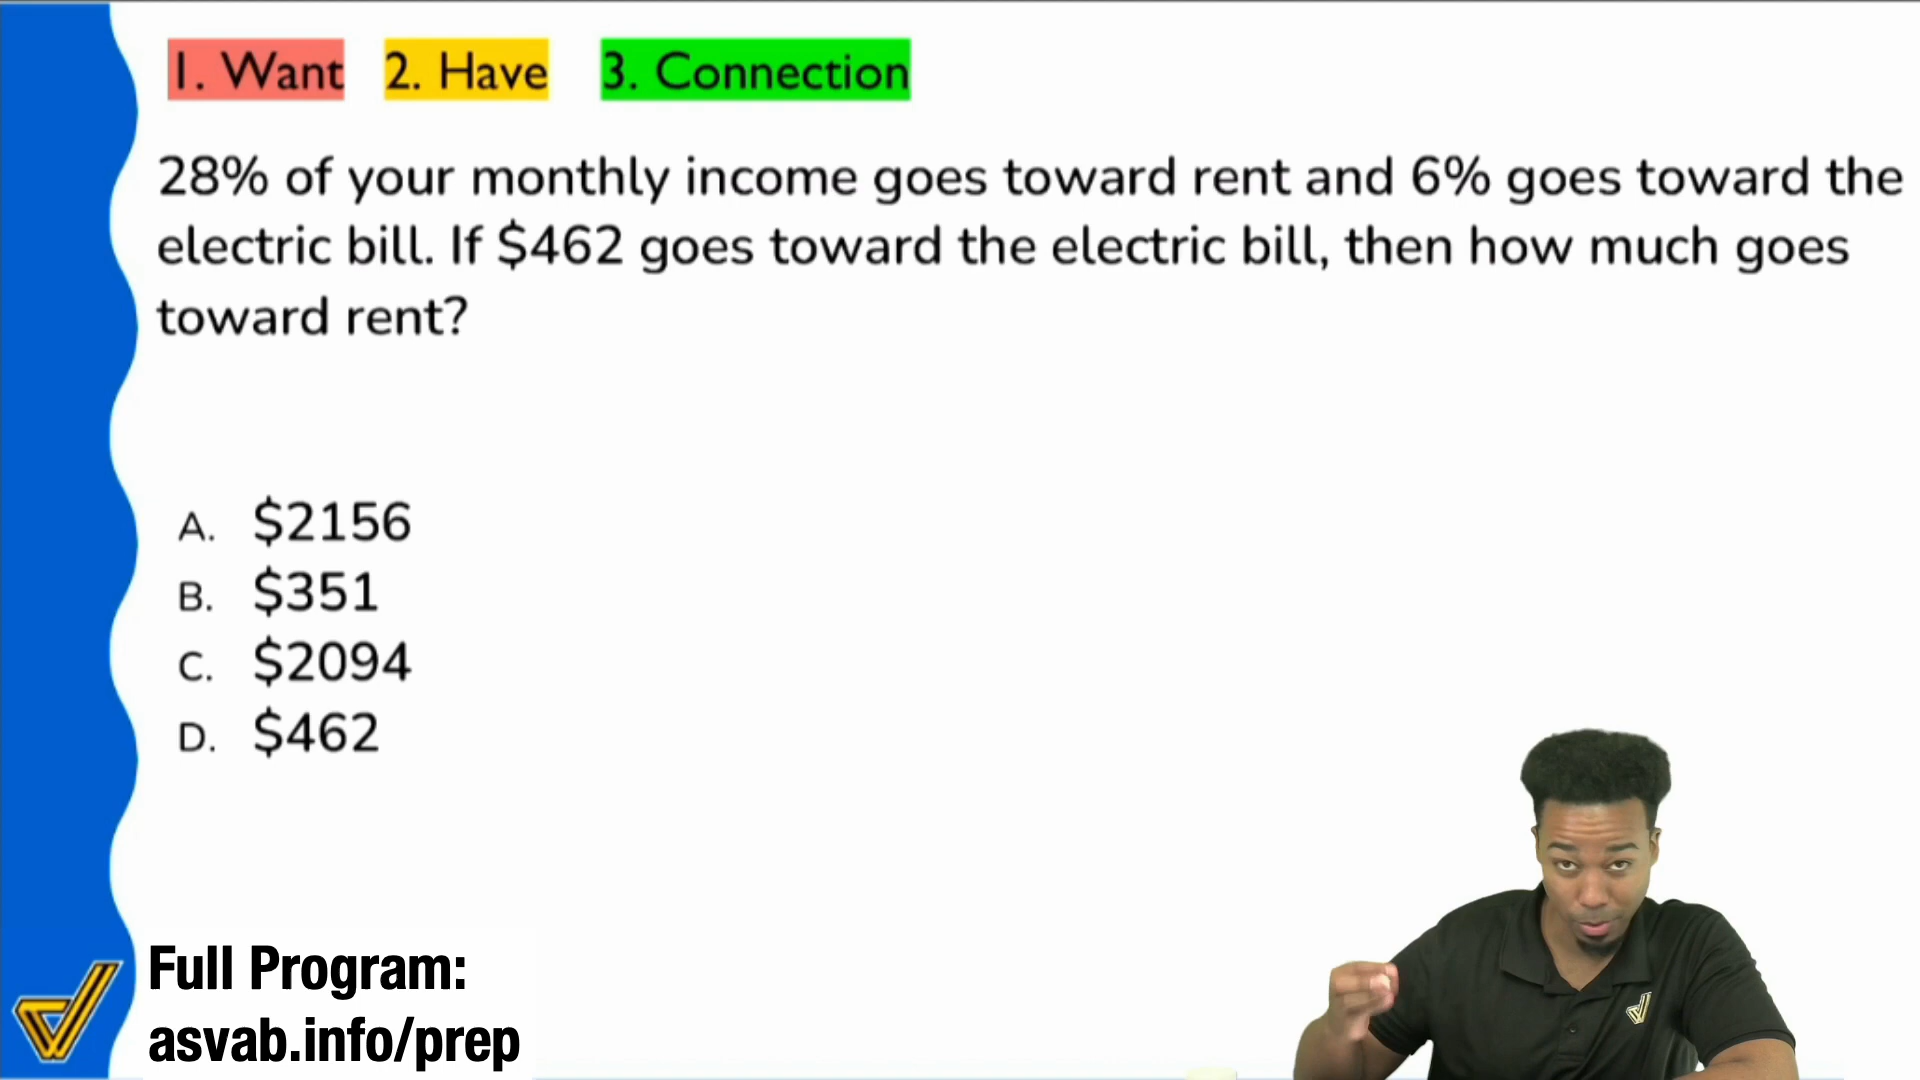 1. Want 2. Have 3. Connection
28% of your monthly income goes toward rent and 6% goes toward the
electric bill. If $462 goes toward the electric bill, then how much goes
toward rent?
A. $2156
B. $351
C. $2094
D. $462
Full Program:
asvab.info/prep